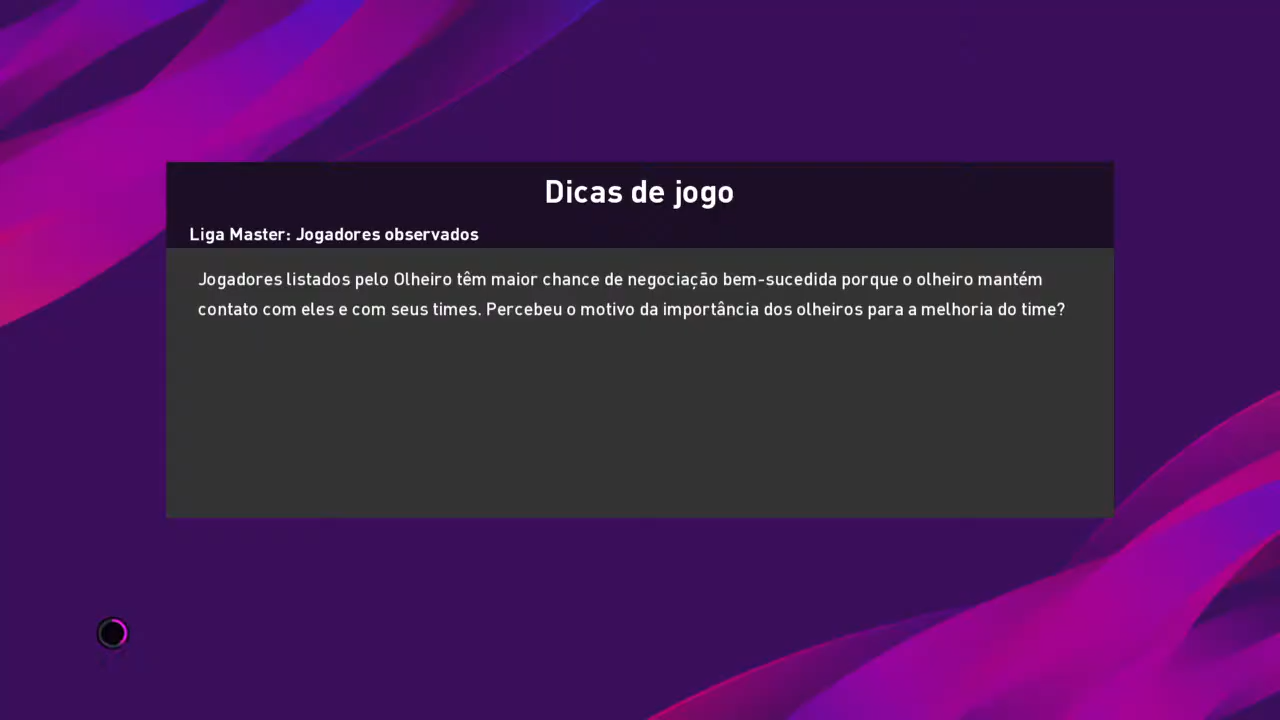 Dicas de jogo
Liga Master: Jogadores observados
Jogadores listados pelo Olheiro têm maior chance de negociação bem-sucedida porque o olheiro mantém
contato com eles e com seus times. Percebeu o motivo da importância dos olheiros para a melhoria do time?